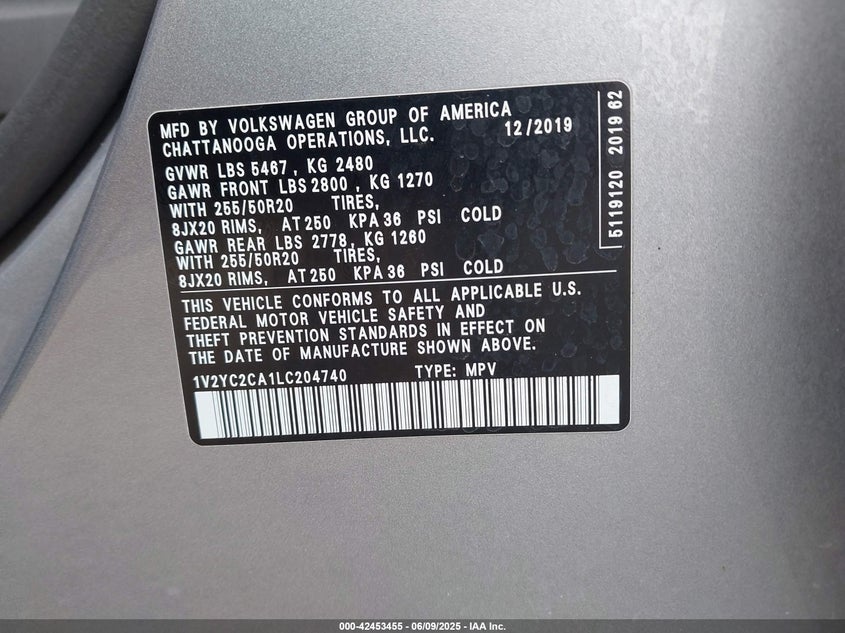 MFD BY VOLKSWAGEN GROUP OF AMERICA
CHATTANOOGA OPERATIONS, LLC. 12/2019
GVWR LBS 5467 , KG 2480
GAWR FRONT LBS 2800 , KG 1270
WITH 255/50R20 TIRES,
8JX20 RIMS, AT 250 KPA 36 PSI COLD
GAWR REAR LBS 2778 , KG 1260
WITH 255/50R20 TIRES,
8JX20 RIMS, AT 250 KPA 36 PSI COLD
THIS VEHICLE CONFORMS TO ALL APPLICABLE U.S.
FEDERAL MOTOR VEHICLE SAFETY AND
THEFT PREVENTION STANDARDS IN EFFECT ON
THE DATE OF MANUFACTURE SHOWN ABOVE.
1V2YC2CA1LC204740 TYPE: MPV
5119120 2019 62
000-42453455 - 06/09/2025 - IAA Inc.